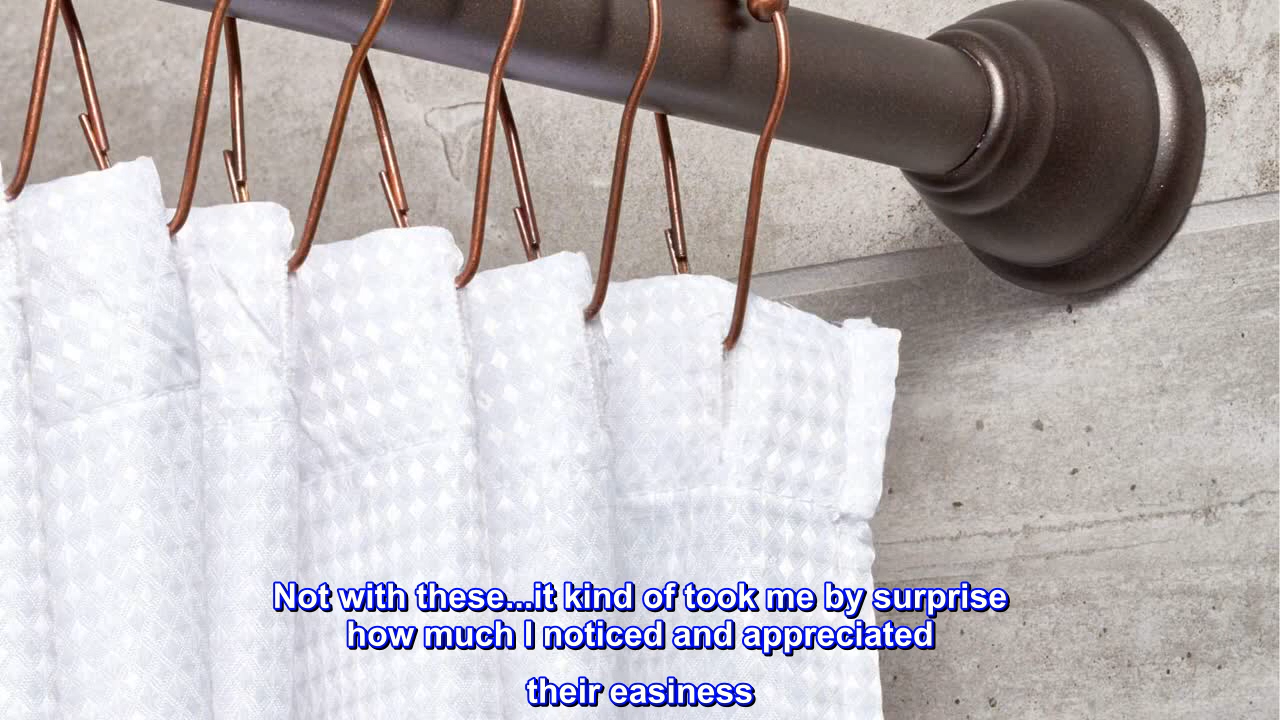 Not with these...it kind of took me by surprise
how much I noticed and appreciated
their easiness